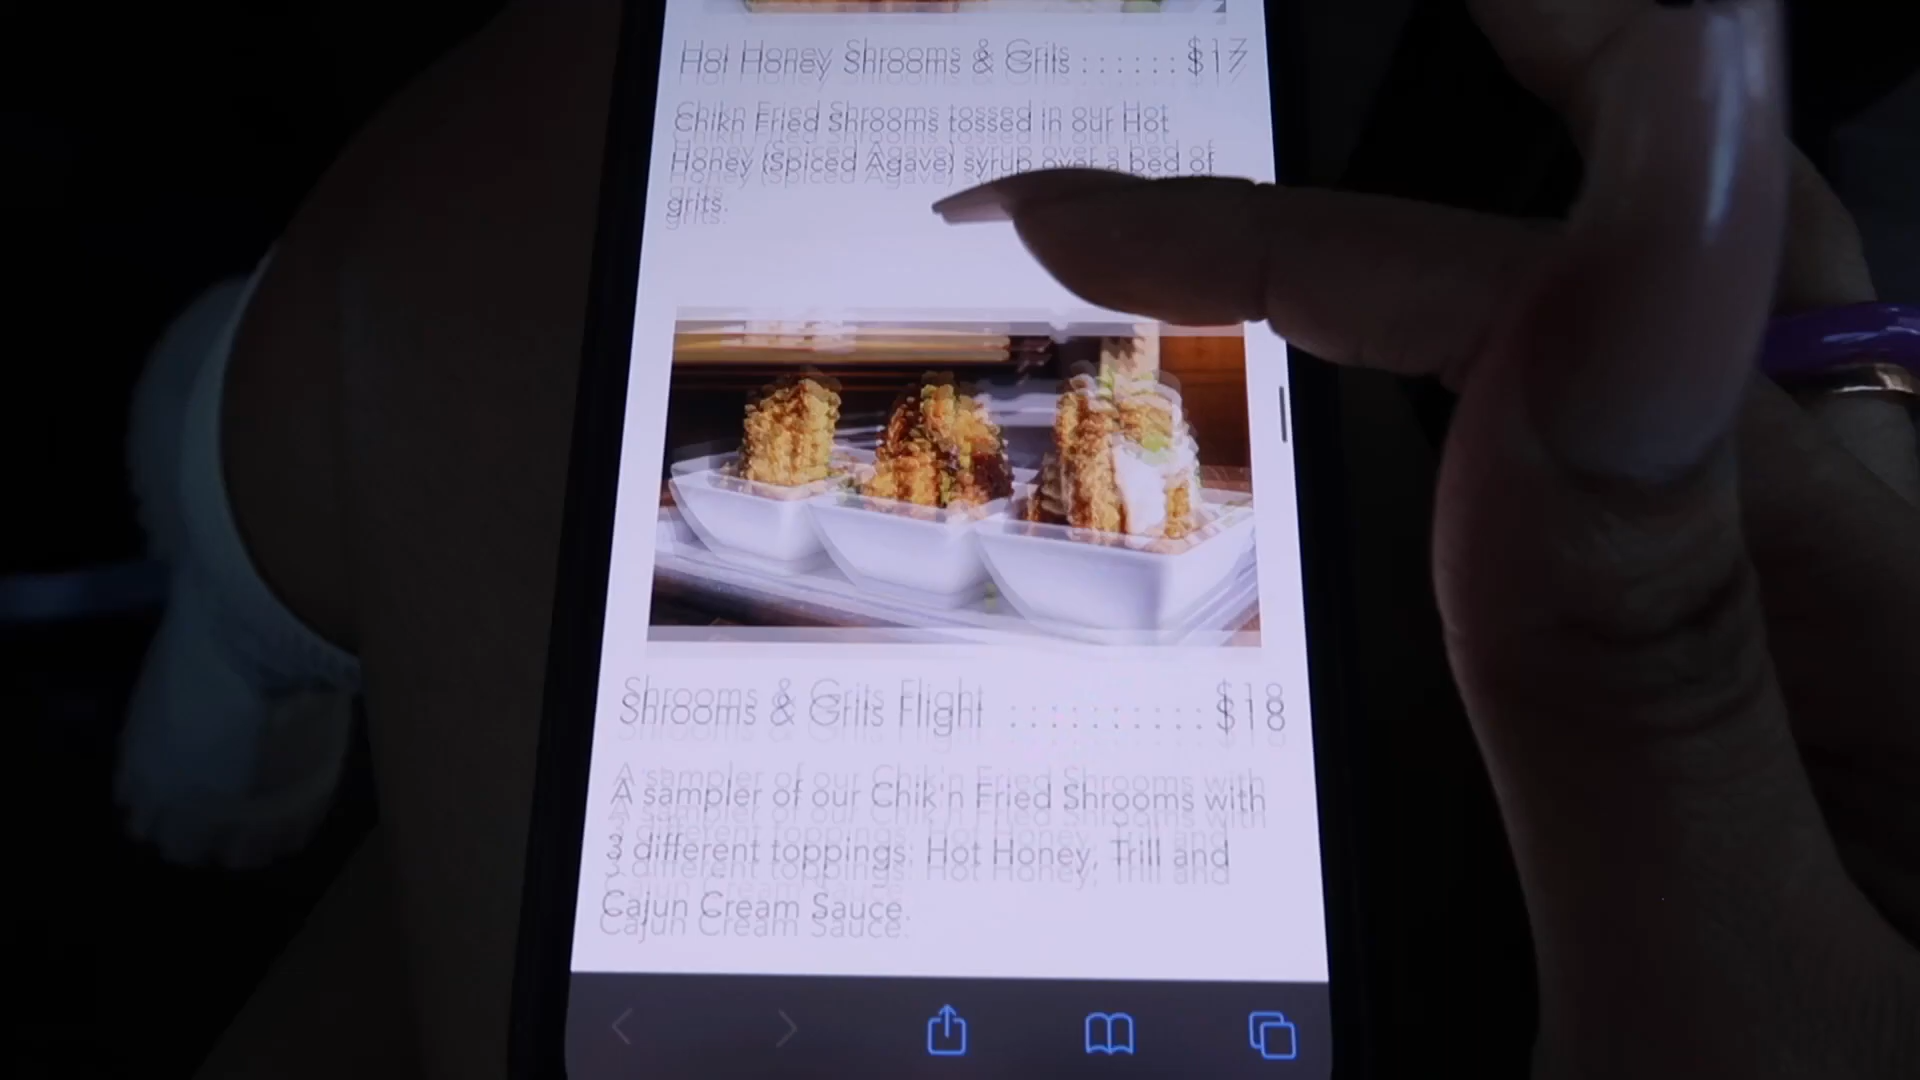 Hot Honey Shrooms & Grits ...... $17
Chikn Fried Shrooms tossed in our Hot
Honey (Spiced Agave) syrup over a bed of
grits.
Shrooms & Grits Flight .......... $18
A sampler of our Chik'n Fried Shrooms with
3 different toppings: Hot Honey, Trill and
Cajun Cream Sauce.